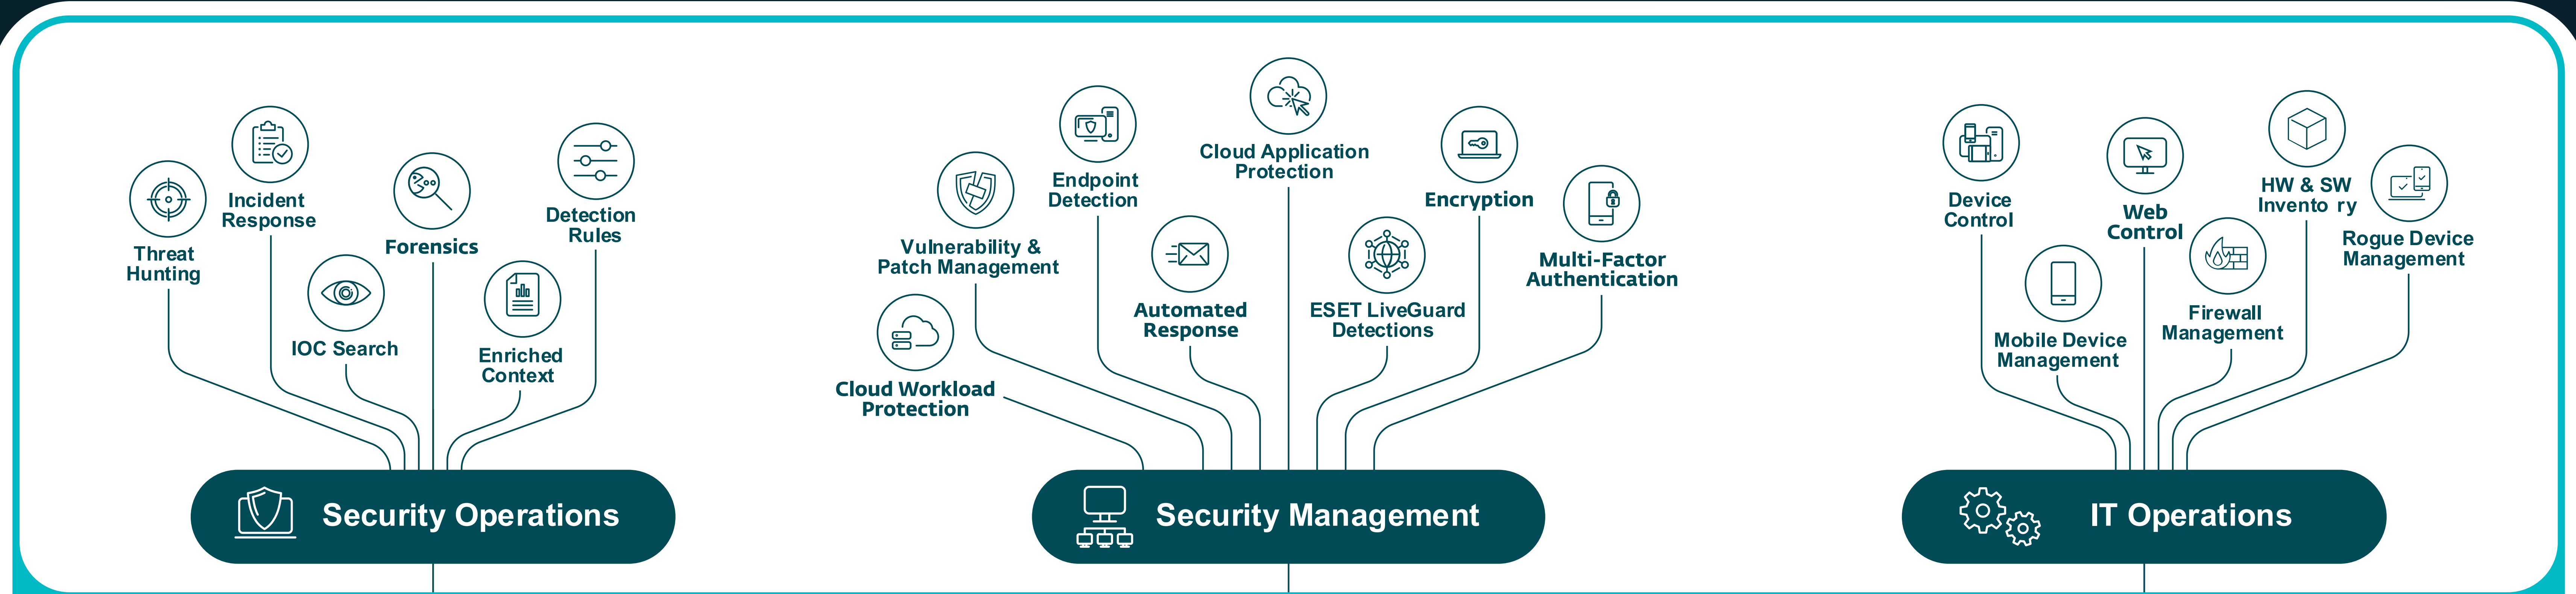 Threat
Hunting
Incident
Response
IOC Search
Forensics
Enriched
Context
Detection
Rules
Security Operations
Cloud Workload
Protection
Vulnerability &
Patch Management
Endpoint
Detection
Automated
Response
Cloud Application
Protection
ESET LiveGuard
Detections
Encryption
Multi-Factor
Authentication
Security Management
Device
Control
Mobile Device
Management
Web
Control
Firewall
Management
HW & SW
Invento ry
Rogue Device
Management
IT Operations